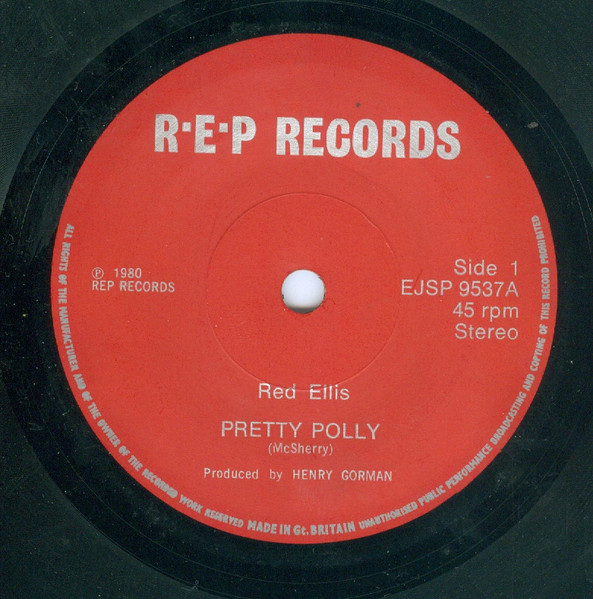 R·E·P RECORDS
℗ 1980
REP RECORDS
Side 1
EJSP 9537A
45 rpm
Stereo
Red Ellis
PRETTY POLLY
(McSherry)
Produced by HENRY GORMAN
ALL RIGHTS OF THE MANUFACTURER AND OF THE OWNER OF THE RECORDED WORK RESERVED MADE IN Gt. BRITAIN UNAUTHORISED PUBLIC PERFORMANCE BROADCASTING AND COPYING OF THIS RECORD PROHIBITED